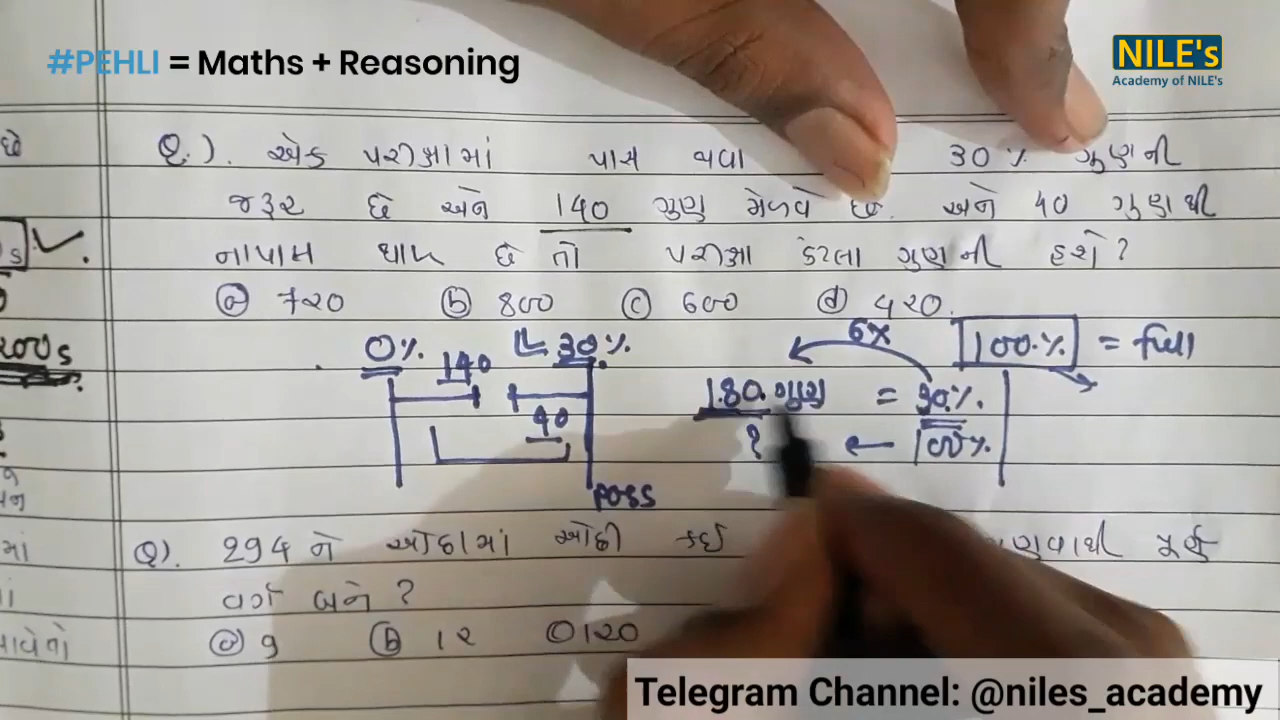 #PEHLI = Maths + Reasoning
NILE's
Academy of NILE's
Q.). એક પરીક્ષામાં પાસ થવા 30% ગુણની
જરૂર છે અને 140 ગુણ મેળવે છે. અને 40 ગુણથી
નાપાસ થાય છે તો પરીક્ષા કેટલા ગુણની હશે?
ⓐ 720 ⓑ 800 ⓒ 600 ⓓ 420.
0% 140 30% 6x 100% = full
180 ગુણ = 30%
40 ? ← 100%
pass
Q). 294 ને ઓછામાં ઓછી કઈ ગુણવાથી પૂર્ણ
વર્ગ બને ?
ⓐ 9 ⓑ 12 ⓒ 120
200s
Telegram Channel: @niles_academy